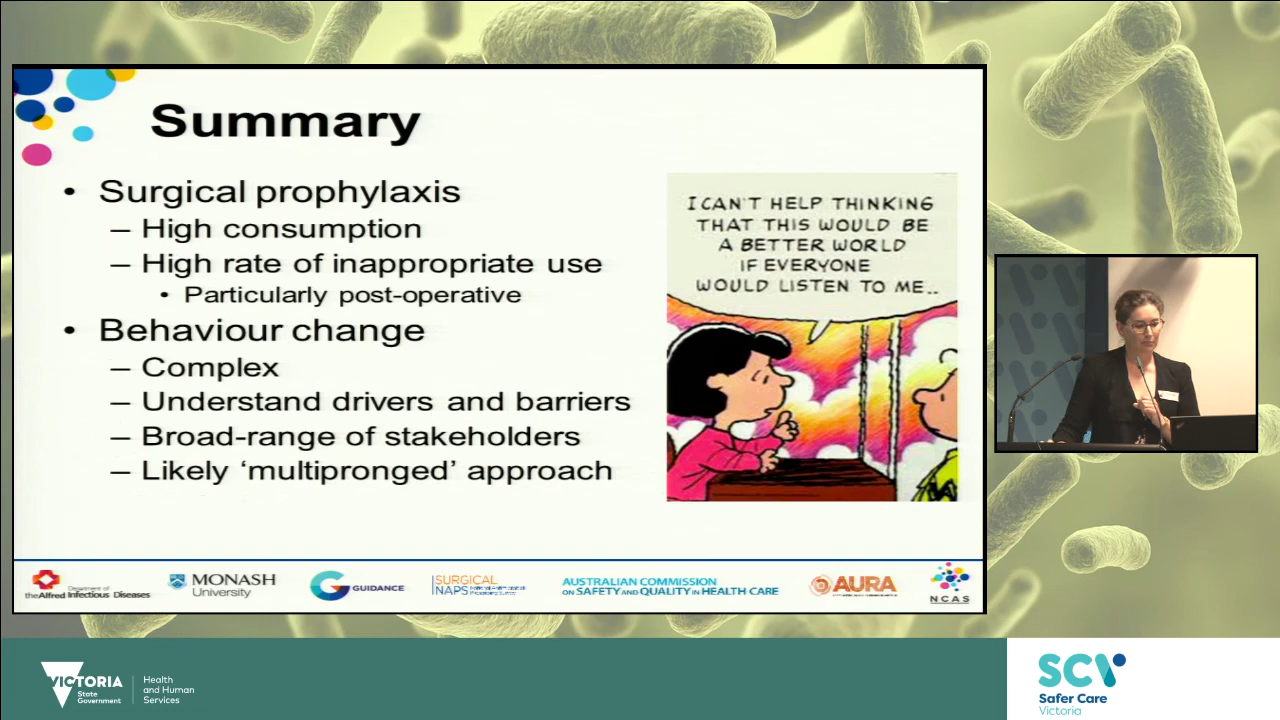 Summary
• Surgical prophylaxis
– High consumption
– High rate of inappropriate use
• Particularly post-operative
• Behaviour change
– Complex
– Understand drivers and barriers
– Broad-range of stakeholders
– Likely ‘multipronged’ approach
I CAN'T HELP THINKING
THAT THIS WOULD BE
A BETTER WORLD
IF EVERYONE
WOULD LISTEN TO ME..
Department of
theAlfred Infectious Diseases
MONASH
University
GUIDANCE
SURGICAL
NAPS
AUSTRALIAN COMMISSION
ON SAFETY AND QUALITY IN HEALTH CARE
AURA
NCAS
VICTORIA
State
Government
Health
and Human
Services
SCV
Safer Care
Victoria